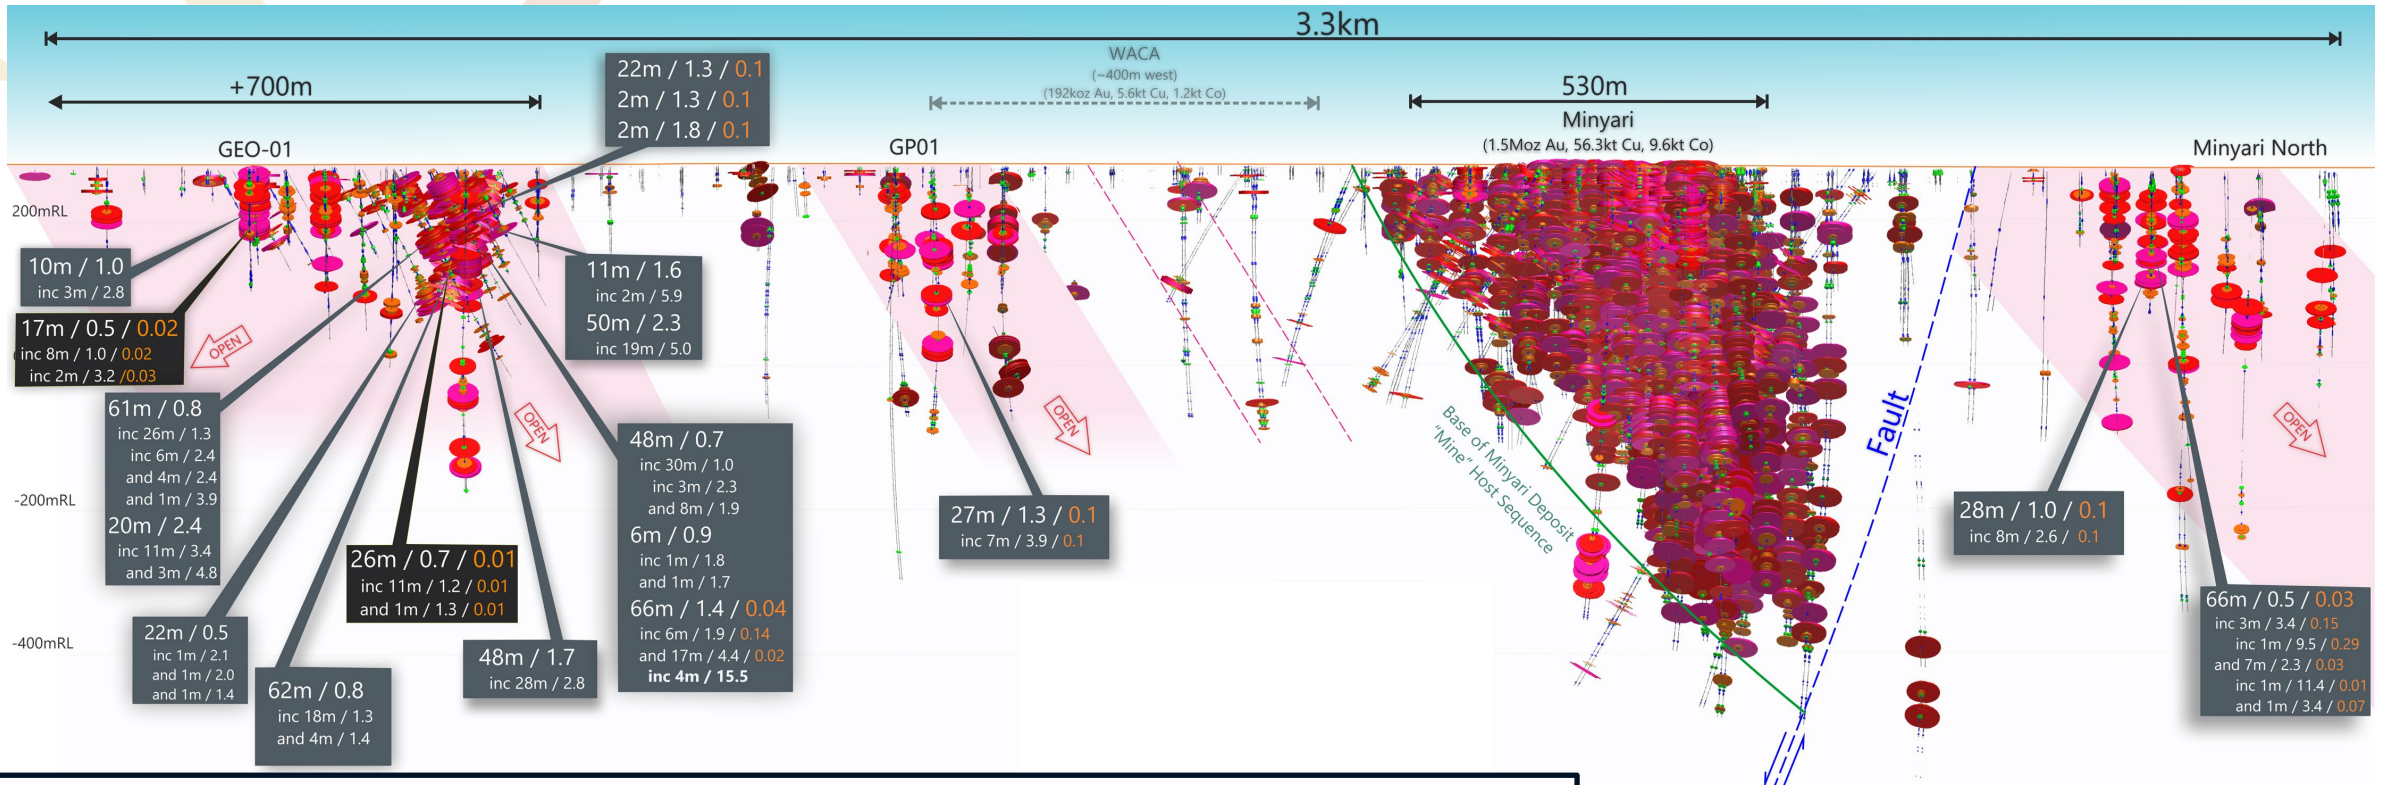 3.3km
WACA
(~400m west)
(192koz Au, 5.6kt Cu, 1.2kt Co)
+700m
530m
Minyari
(1.5Moz Au, 56.3kt Cu, 9.6kt Co)
GEO-01
GP01
Minyari North
22m / 1.3 / 0.1
2m / 1.3 / 0.1
2m / 1.8 / 0.1
200mRL
-200mRL
-400mRL
10m / 1.0
inc 3m / 2.8
17m / 0.5 / 0.02
inc 8m / 1.0 / 0.02
inc 2m / 3.2 /0.03
OPEN
61m / 0.8
inc 26m / 1.3
inc 6m / 2.4
and 4m / 2.4
and 1m / 3.9
20m / 2.4
inc 11m / 3.4
and 3m / 4.8
22m / 0.5
inc 1m / 2.1
and 1m / 2.0
and 1m / 1.4
62m / 0.8
inc 18m / 1.3
and 4m / 1.4
26m / 0.7 / 0.01
inc 11m / 1.2 / 0.01
and 1m / 1.3 / 0.01
48m / 1.7
inc 28m / 2.8
OPEN
11m / 1.6
inc 2m / 5.9
50m / 2.3
inc 19m / 5.0
48m / 0.7
inc 30m / 1.0
inc 3m / 2.3
and 8m / 1.9
6m / 0.9
inc 1m / 1.8
and 1m / 1.7
66m / 1.4 / 0.04
inc 6m / 1.9 / 0.14
and 17m / 4.4 / 0.02
inc 4m / 15.5
27m / 1.3 / 0.1
inc 7m / 3.9 / 0.1
OPEN
Base of Minyari Deposit
"Mine" Host Sequence
Fault
28m / 1.0 / 0.1
inc 8m / 2.6 / 0.1
OPEN
66m / 0.5 / 0.03
inc 3m / 3.4 / 0.15
inc 1m / 9.5 / 0.29
and 7m / 2.3 / 0.03
inc 1m / 11.4 / 0.01
and 1m / 3.4 / 0.07